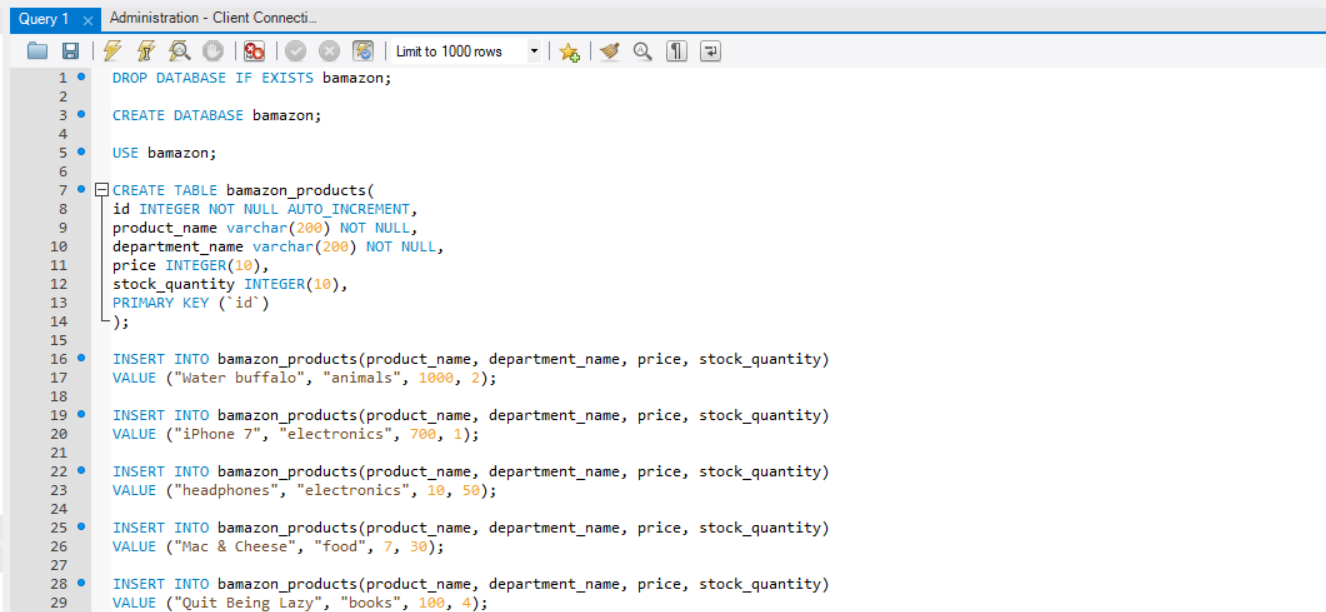 Query 1 × Administration - Client Connecti...
Limit to 1000 rows
1 DROP DATABASE IF EXISTS bamazon;
2
3 CREATE DATABASE bamazon;
4
5 USE bamazon;
6
7 CREATE TABLE bamazon_products(
8 id INTEGER NOT NULL AUTO_INCREMENT,
9 product_name varchar(200) NOT NULL,
10 department_name varchar(200) NOT NULL,
11 price INTEGER(10),
12 stock_quantity INTEGER(10),
13 PRIMARY KEY (`id`)
14 );
15
16 INSERT INTO bamazon_products(product_name, department_name, price, stock_quantity)
17 VALUE ("Water buffalo", "animals", 1000, 2);
18
19 INSERT INTO bamazon_products(product_name, department_name, price, stock_quantity)
20 VALUE ("iPhone 7", "electronics", 700, 1);
21
22 INSERT INTO bamazon_products(product_name, department_name, price, stock_quantity)
23 VALUE ("headphones", "electronics", 10, 50);
24
25 INSERT INTO bamazon_products(product_name, department_name, price, stock_quantity)
26 VALUE ("Mac & Cheese", "food", 7, 30);
27
28 INSERT INTO bamazon_products(product_name, department_name, price, stock_quantity)
29 VALUE ("Quit Being Lazy", "books", 100, 4);